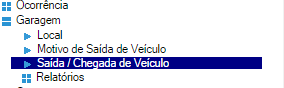 Ocorrência
Garagem
Local
Motivo de Saída de Veículo
Saída / Chegada de Veículo
Relatórios